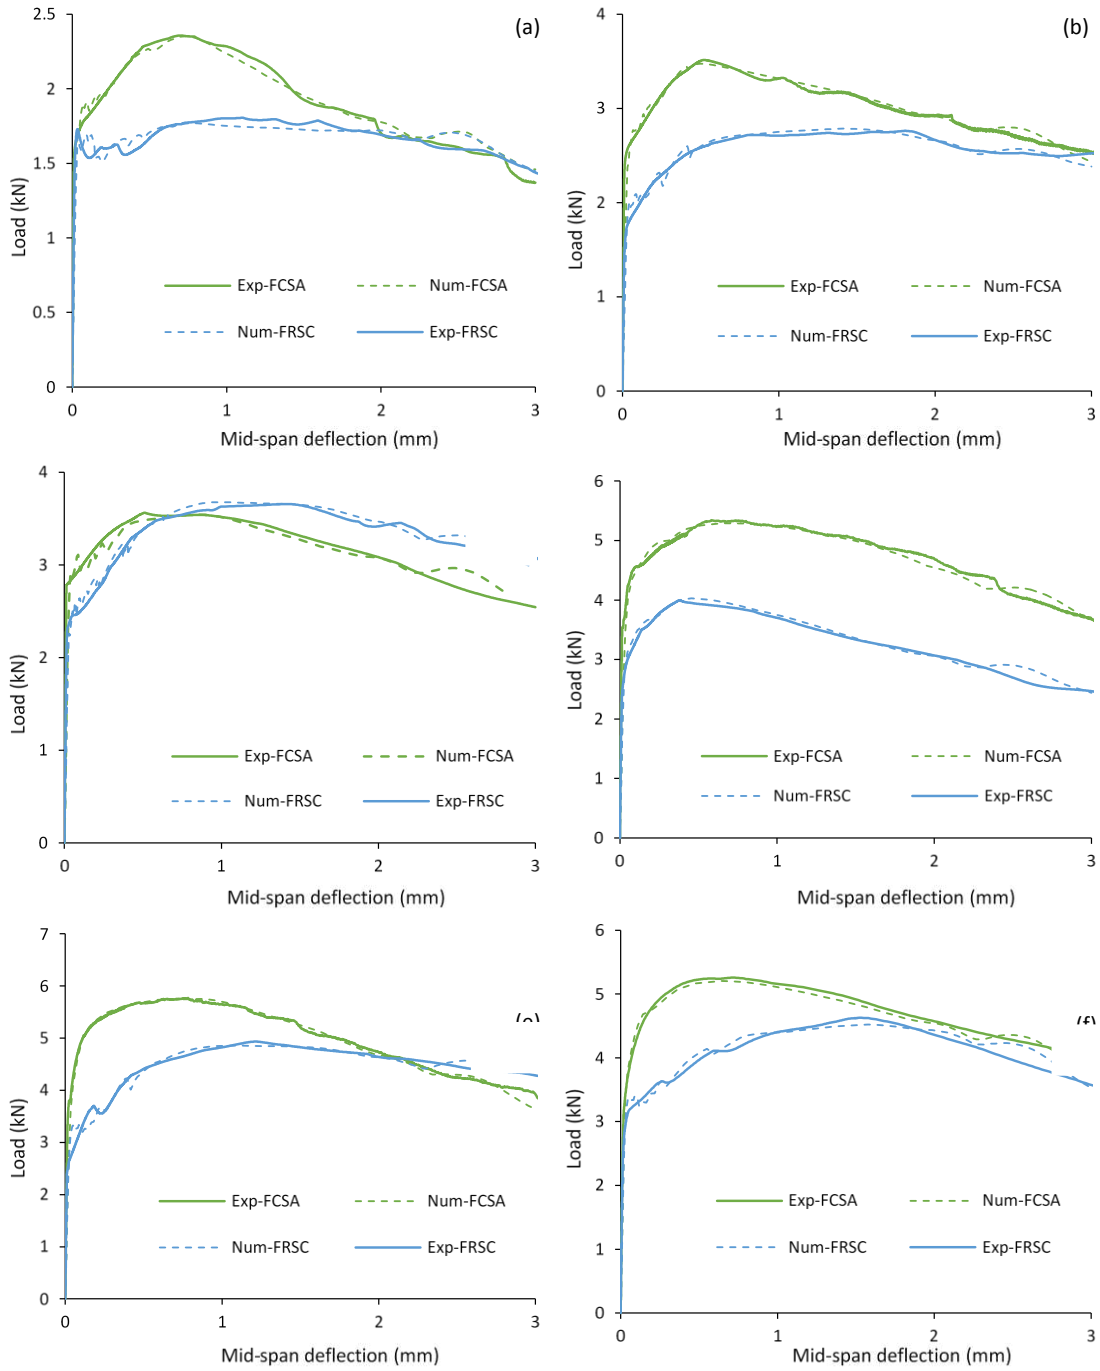 (a)
2.5
2
1.5
1
0.5
0
0 1 2 3
Load (kN)
Mid-span deflection (mm)
Exp-FCSA Num-FCSA
Num-FRSC Exp-FRSC
(b)
4
3
2
1
0
0 1 2 3
Load (kN)
Mid-span deflection (mm)
Exp-FCSA Num-FCSA
Num-FRSC Exp-FRSC
4
3
2
1
0
0 1 2 3
Load (kN)
Mid-span deflection (mm)
Exp-FCSA Num-FCSA
Num-FRSC Exp-FRSC
6
5
4
3
2
1
0
0 1 2 3
Load (kN)
Mid-span deflection (mm)
Exp-FCSA Num-FCSA
Num-FRSC Exp-FRSC
7
6
5
4
3
2
1
0
0 1 2 3
Load (kN)
Mid-span deflection (mm)
Exp-FCSA Num-FCSA
Num-FRSC Exp-FRSC
6
5
4
3
2
1
0
0 1 2 3
Load (kN)
Mid-span deflection (mm)
Exp-FCSA Num-FCSA
Num-FRSC Exp-FRSC